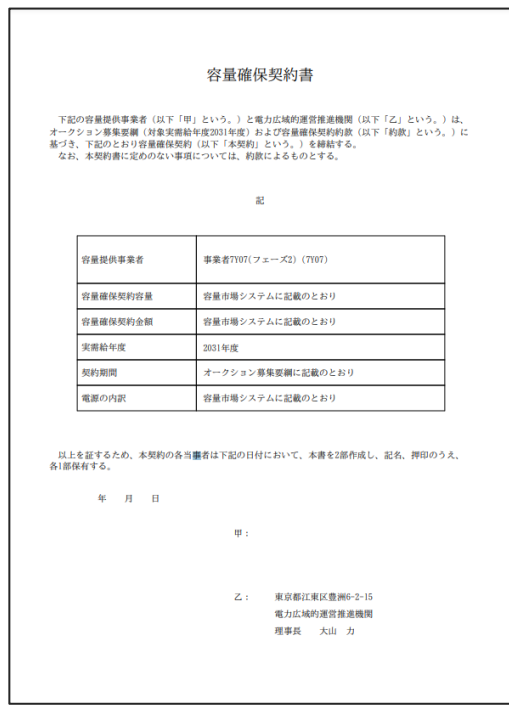 容量確保契約書
下記の容量提供事業者（以下「甲」という。）と電力広域的運営推進機関（以下「乙」という。）は、
オークション募集要綱（対象実需給年度2031年度）および容量確保契約約款（以下「約款」という。）に
基づき、下記のとおり容量確保契約（以下「本契約」という。）を締結する。
なお、本契約書に定めのない事項については、約款によるものとする。
記
容量提供事業者 事業者7Y07(フェーズ2) (7Y07)
容量確保契約容量 容量市場システムに記載のとおり
容量確保契約金額 容量市場システムに記載のとおり
実需給年度 2031年度
契約期間 オークション募集要綱に記載のとおり
電源の内訳 容量市場システムに記載のとおり
以上を証するため、本契約の各当事者は下記の日付において、本書を2部作成し、記名、押印のうえ、
各1部保有する。
年 月 日
甲：
乙： 東京都江東区豊洲6-2-15
電力広域的運営推進機関
理事長 大山 力